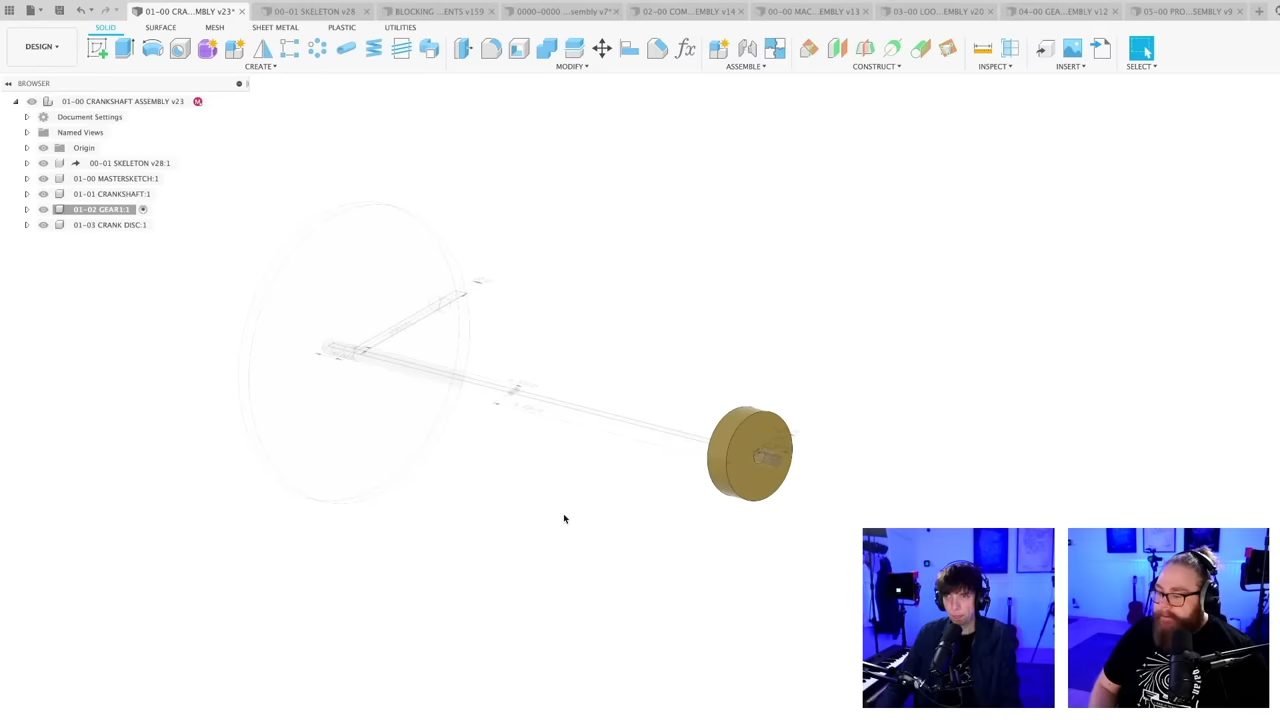 01-00 CRA...MBLY v23*
00-01 SKELETON v28
BLOCKING ...ENTS v159
0000-0000 ...sembly v7*
02-00 COM...EMBLY v14
00-00 MAC...EMBLY v13
03-00 LOO...EMBLY v20
04-00 GEA...EMBLY v12
05-00 PRO...SEMBLY v9
SOLID
SURFACE
MESH
SHEET METAL
PLASTIC
UTILITIES
DESIGN
fx
CREATE
MODIFY
ASSEMBLE
CONSTRUCT
INSPECT
INSERT
SELECT
BROWSER
01-00 CRANKSHAFT ASSEMBLY v23
M
Document Settings
Named Views
Origin
00-01 SKELETON v28:1
01-00 MASTERSKETCH:1
01-01 CRANKSHAFT:1
01-02 GEAR1:1
01-03 CRANK DISC:1